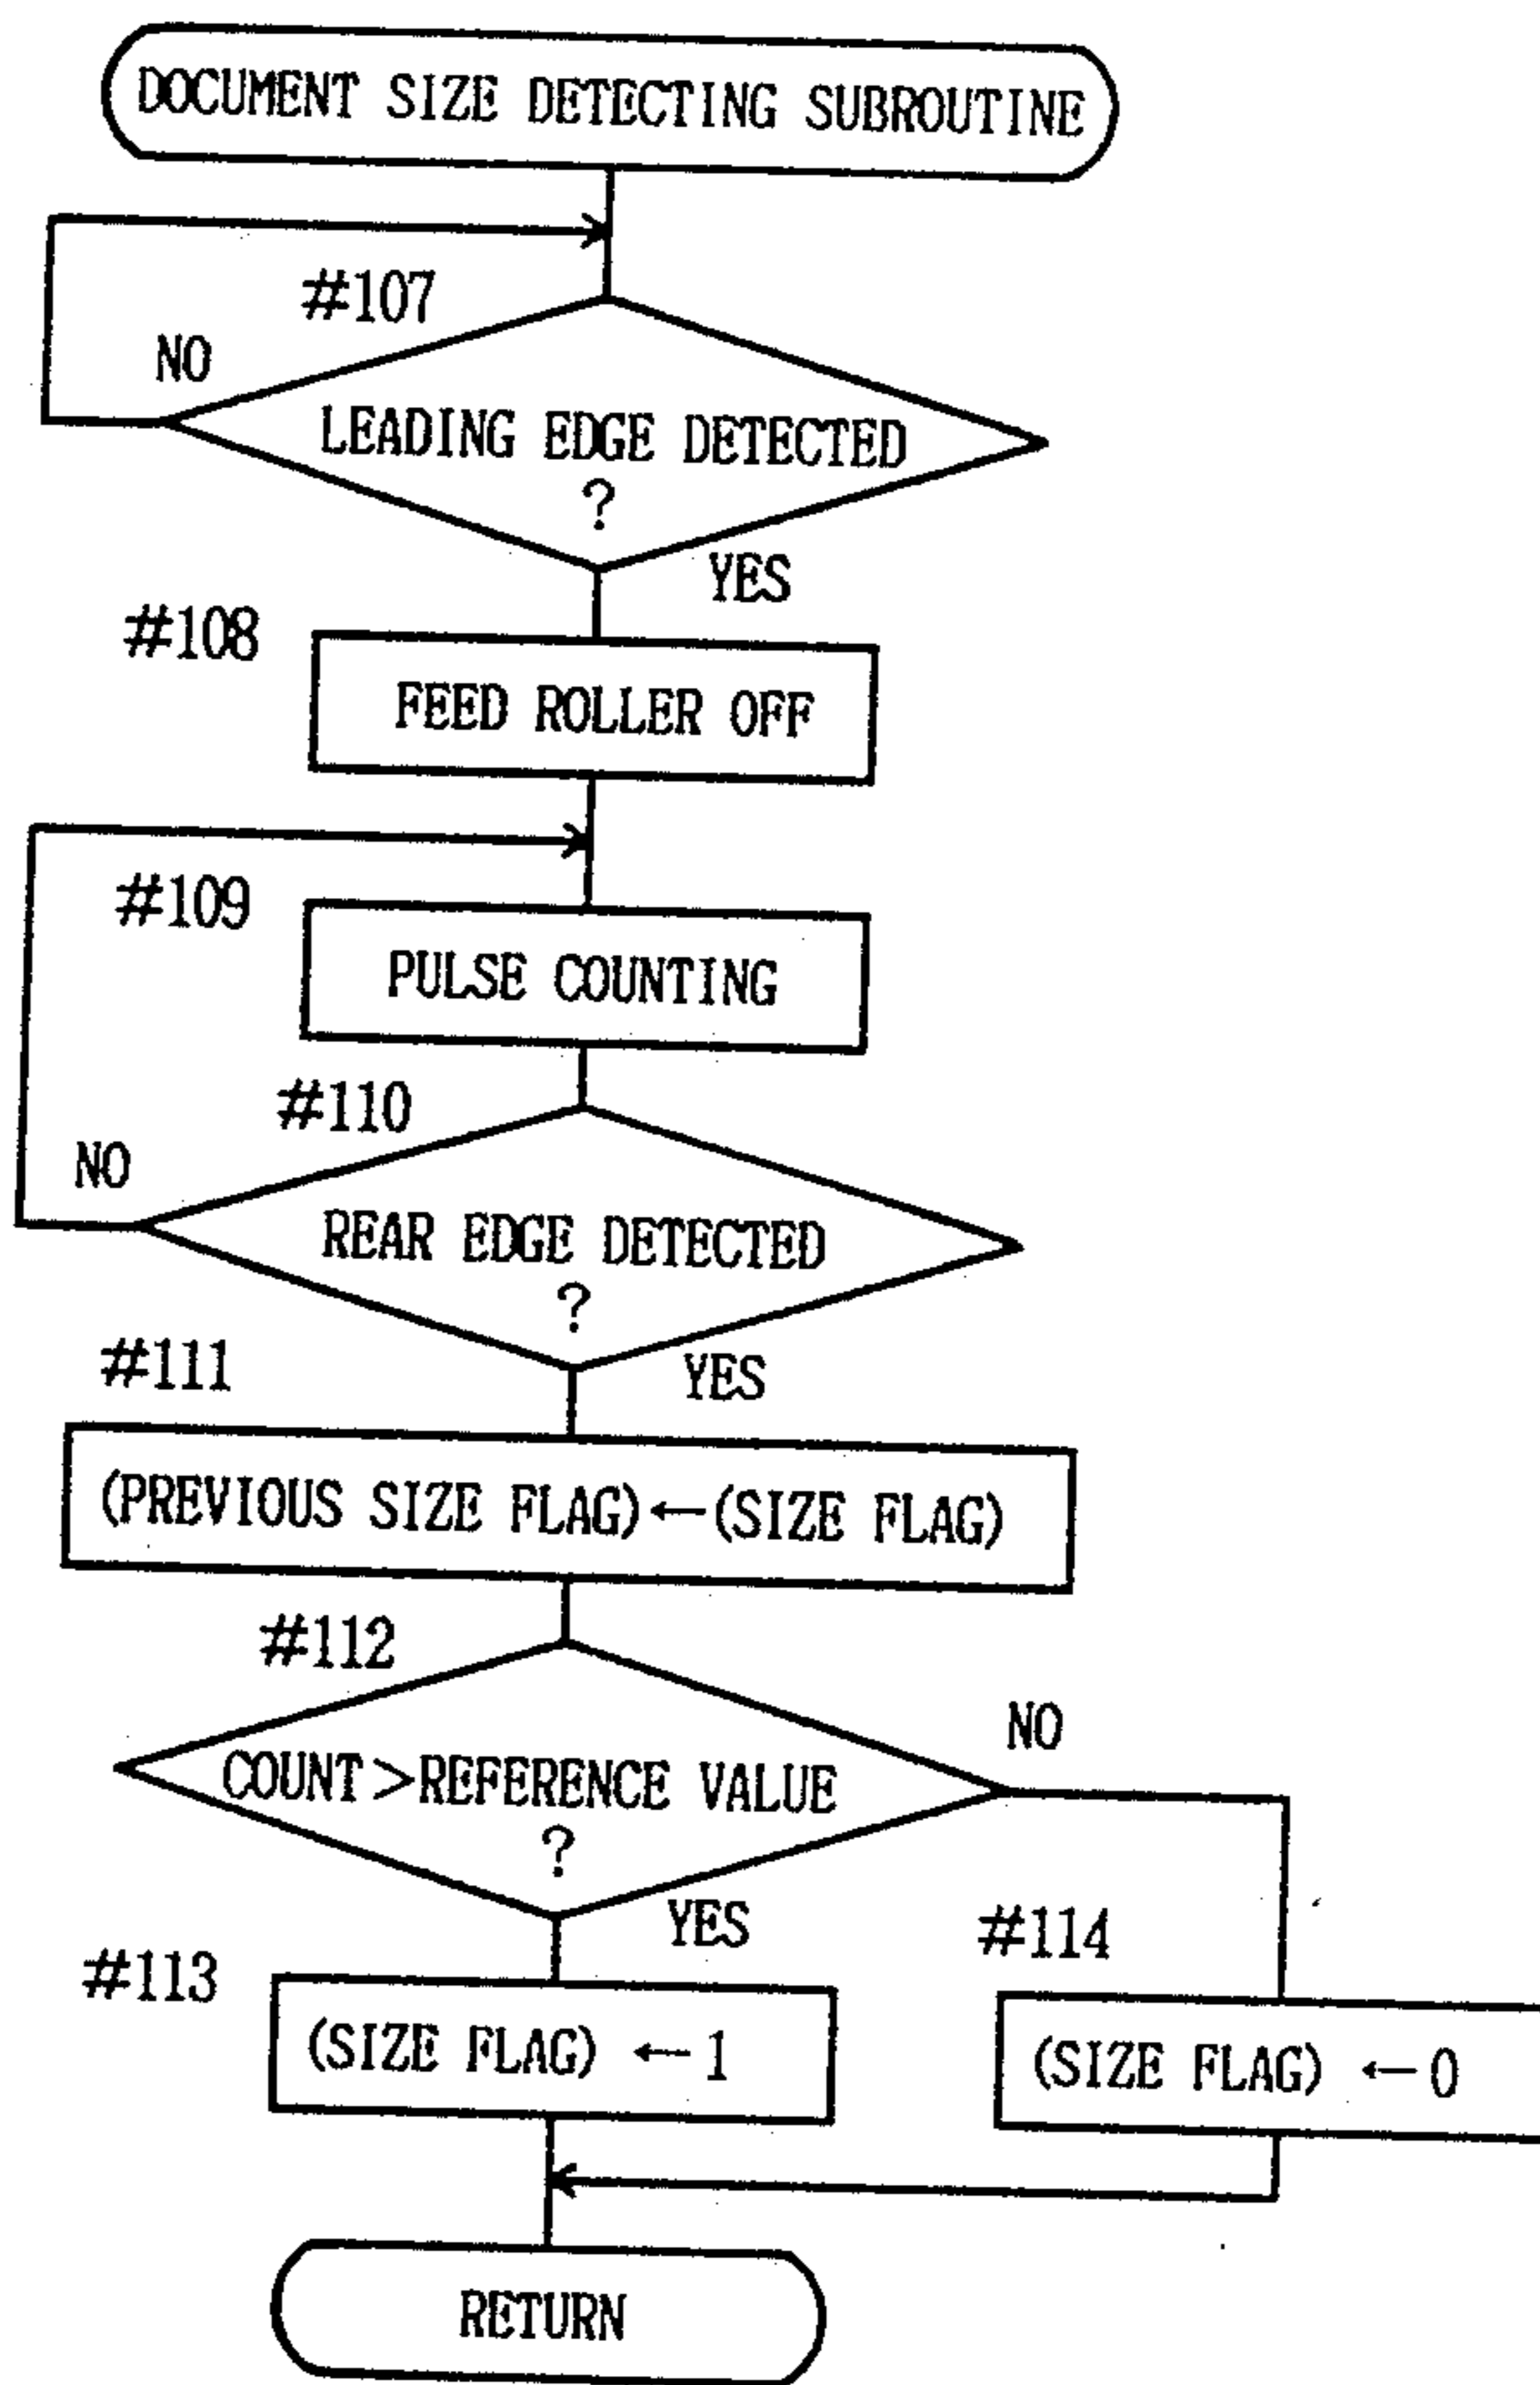 DOCUMENT SIZE DETECTING SUBROUTINE
#107
NO
LEADING EDGE DETECTED
?
YES
#108
FEED ROLLER OFF
#109
PULSE COUNTING
#110
NO
REAR EDGE DETECTED
?
YES
#111
(PREVIOUS SIZE FLAG)←(SIZE FLAG)
#112
NO
COUNT>REFERENCE VALUE
?
YES
#113
#114
(SIZE FLAG) ←1
(SIZE FLAG) ←0
RETURN